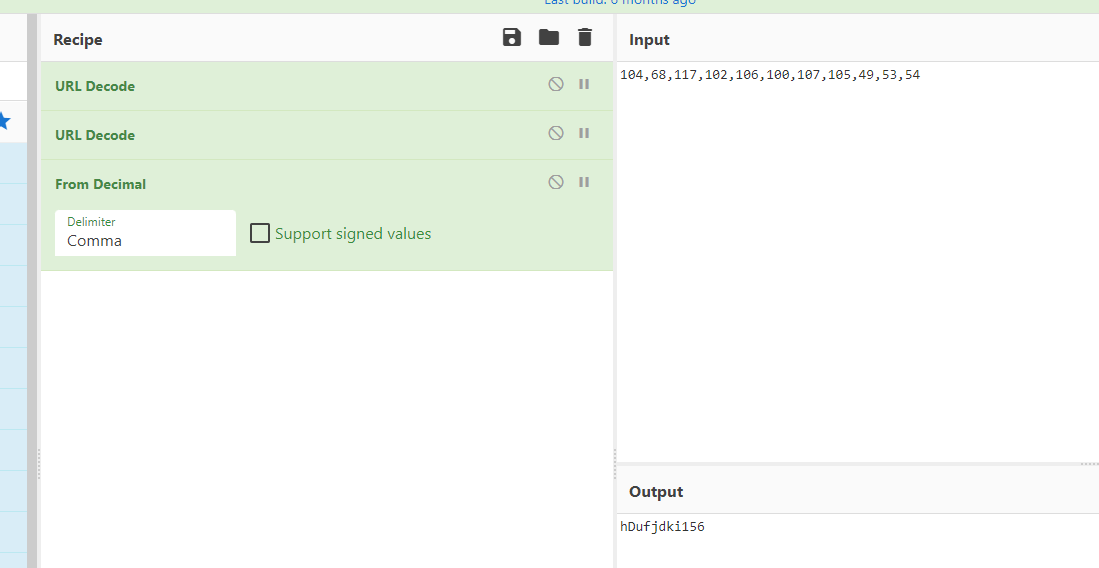 Last build: 6 months ago
Recipe
URL Decode
URL Decode
From Decimal
Delimiter
Comma
Support signed values
Input
104,68,117,102,106,100,107,105,49,53,54
Output
hDufjdki156